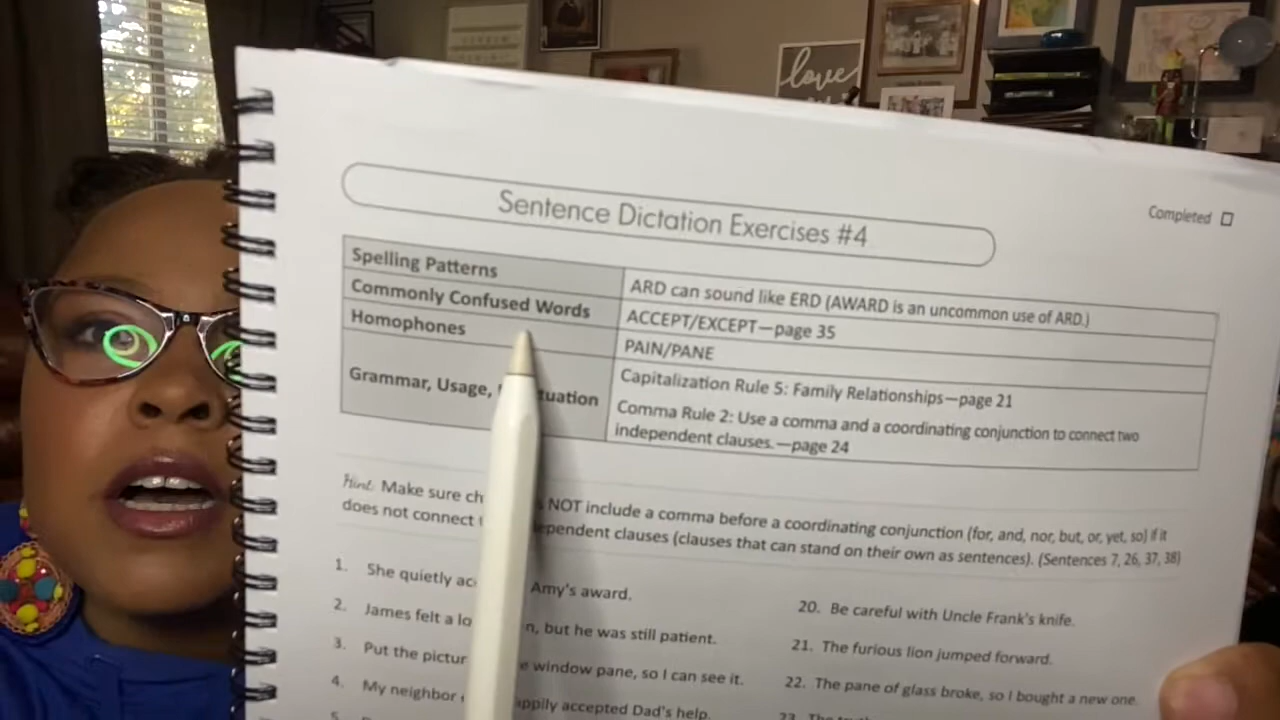 love
Sentence Dictation Exercises #4
Completed
Spelling Patterns
ARD can sound like ERD (AWARD is an uncommon use of ARD.)
Commonly Confused Words
ACCEPT/EXCEPT—page 35
Homophones
PAIN/PANE
Grammar, Usage, tuation
Capitalization Rule 5: Family Relationships—page 21
Comma Rule 2: Use a comma and a coordinating conjunction to connect two
independent clauses.—page 24
Hint: Make sure ch NOT include a comma before a coordinating conjunction (for, and, nor, but, or, yet, so) if it
does not connect ependent clauses (clauses that can stand on their own as sentences). (Sentences 7, 26, 37, 38)
1. She quietly ac Amy's award.
2. James felt a lo n, but he was still patient.
3. Put the pictur e window pane, so I can see it.
4. My neighbor appily accepted Dad's help.
5.
20. Be careful with Uncle Frank's knife.
21. The furious lion jumped forward.
22. The pane of glass broke, so I bought a new one.
23. The